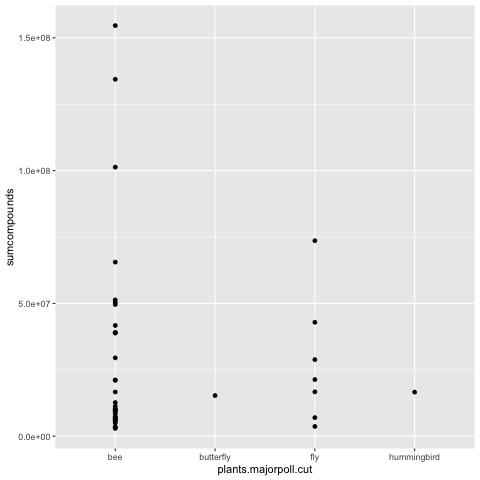 sumcompounds
1.5e+08
1.0e+08
5.0e+07
0.0e+00
bee butterfly fly hummingbird
plants.majorpoll.cut